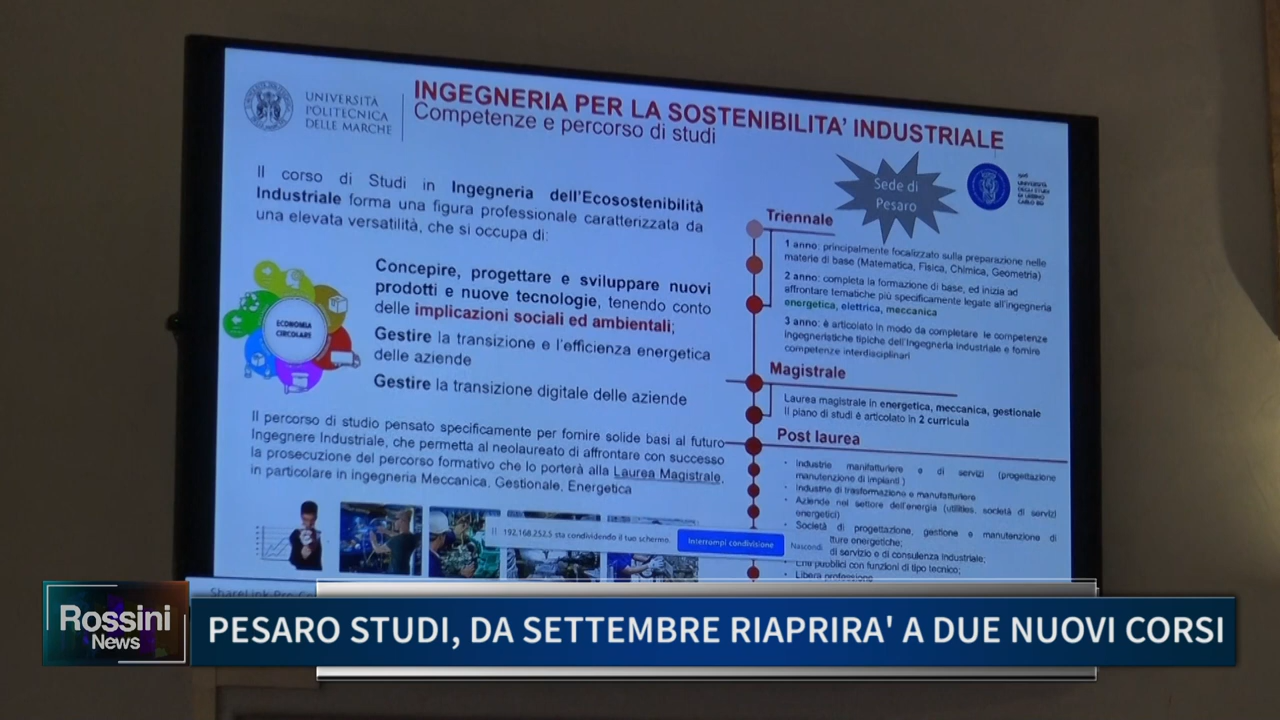 UNIVERSITÀ
POLITECNICA
DELLE MARCHE
INGEGNERIA PER LA SOSTENIBILITA' INDUSTRIALE
Competenze e percorso di studi
Sede di
Pesaro
UNIVERSITÀ
DEGLI STUDI
DI URBINO
CARLO BO
Il corso di Studi in Ingegneria dell'Ecosostenibilità
Industriale forma una figura professionale caratterizzata da
una elevata versatilità, che si occupa di:
ECONOMIA
CIRCOLARE
Concepire, progettare e sviluppare nuovi
prodotti e nuove tecnologie, tenendo conto
delle implicazioni sociali ed ambientali;
Gestire la transizione e l'efficienza energetica
delle aziende
Gestire la transizione digitale delle aziende
Il percorso di studio pensato specificamente per fornire solide basi al futuro
Ingegnere Industriale, che permetta al neolaureato di affrontare con successo
la prosecuzione del percorso formativo che lo porterà alla Laurea Magistrale,
in particolare in ingegneria Meccanica, Gestionale, Energetica
Triennale
1 anno: principalmente focalizzato sulla preparazione nelle
materie di base (Matematica, Fisica, Chimica, Geometria)
2 anno: completa la formazione di base, ed inizia ad
affrontare tematiche più specificamente legate all'ingegneria
energetica, elettrica, meccanica
3 anno: è articolato in modo da completare le competenze
ingegneristiche tipiche dell'Ingegneria Industriale e fornire
competenze interdisciplinari
Magistrale
Laurea magistrale in energetica, meccanica, gestionale
Il piano di studi è articolato in 2 curricula
Post laurea
- Industrie manifatturiere e di servizi (progettazione
manutenzione di impianti )
- Industrie di trasformazione e manufatturiere
- Aziende nel settore dell'energia (utilities, società di servizi
energetici)
- Società di progettazione, gestione e manutenzione di
tture energetiche;
di servizio e di consulenza industriale;
Enti pubblici con funzioni di tipo tecnico;
- Libera professione
|| 192.168.252.5 sta condividendo il tuo schermo. Interrompi condivisione Nascondi
ShareLink Pro
Rossini
News
PESARO STUDI, DA SETTEMBRE RIAPRIRA' A DUE NUOVI CORSI